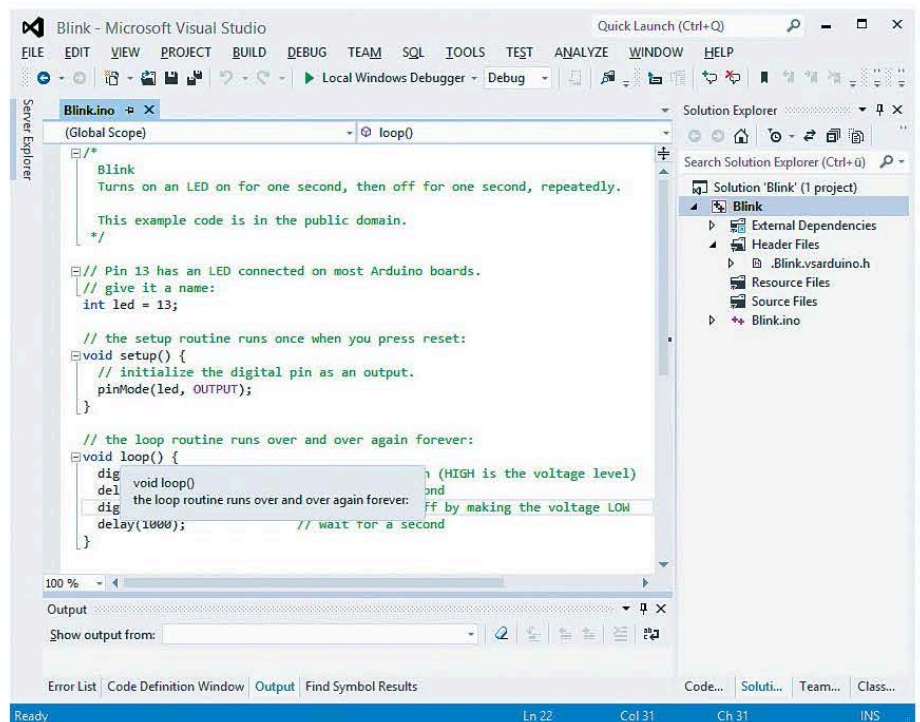 Blink - Microsoft Visual Studio
Quick Launch (Ctrl+Q)
FILE EDIT VIEW PROJECT BUILD DEBUG TEAM SQL TOOLS TEST ANALYZE WINDOW HELP
Local Windows Debugger Debug
Server Explorer
Blink.ino
(Global Scope) loop()
/*
Blink
Turns on an LED on for one second, then off for one second, repeatedly.
This example code is in the public domain.
*/
// Pin 13 has an LED connected on most Arduino boards.
// give it a name:
int led = 13;
// the setup routine runs once when you press reset:
void setup() {
// initialize the digital pin as an output.
pinMode(led, OUTPUT);
}
// the loop routine runs over and over again forever:
void loop() {
dig (HIGH is the voltage level)
del
void loop()
the loop routine runs over and over again forever:
dig ff by making the voltage LOW
delay(1000); // wait for a second
}
100 %
Output
Show output from:
Error List Code Definition Window Output Find Symbol Results
Solution Explorer
Search Solution Explorer (Ctrl+ü)
Solution 'Blink' (1 project)
Blink
External Dependencies
Header Files
.Blink.vsarduino.h
Resource Files
Source Files
Blink.ino
Code... Soluti... Team... Class...
Ready Ln 22 Col 31 Ch 31 INS